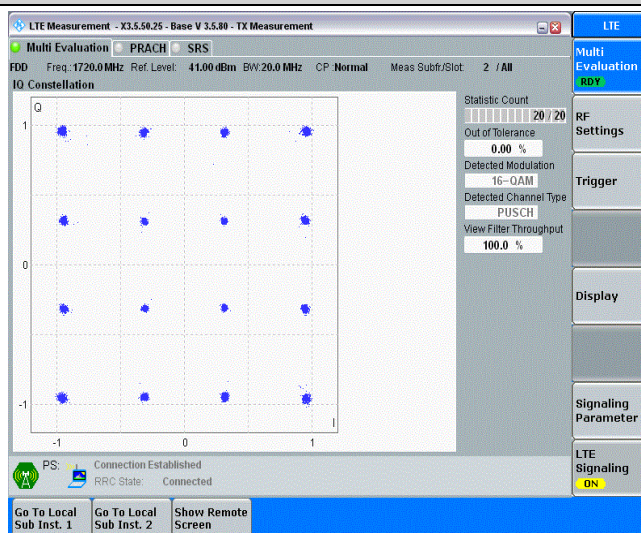 LTE Measurement - X3.5.50.25 - Base V 3.5.80 - TX Measurement
LTE
Multi Evaluation PRACH SRS
FDD Freq.:1720.0 MHz Ref. Level: 41.00 dBm BW:20.0 MHz CP :Normal Meas Subfr./Slot: 2 / All
IQ Constellation
Q
1
0
-1
-1 0 1
I
Statistic Count
20 / 20
Out of Tolerance
0.00 %
Detected Modulation
16-QAM
Detected Channel Type
PUSCH
View Filter Throughput
100.0 %
Multi
Evaluation
RDY
RF
Settings
Trigger
Display
Signaling
Parameter
LTE
Signaling
ON
PS: Connection Established
RRC State: Connected
Go To Local
Sub Inst. 1
Go To Local
Sub Inst. 2
Show Remote
Screen